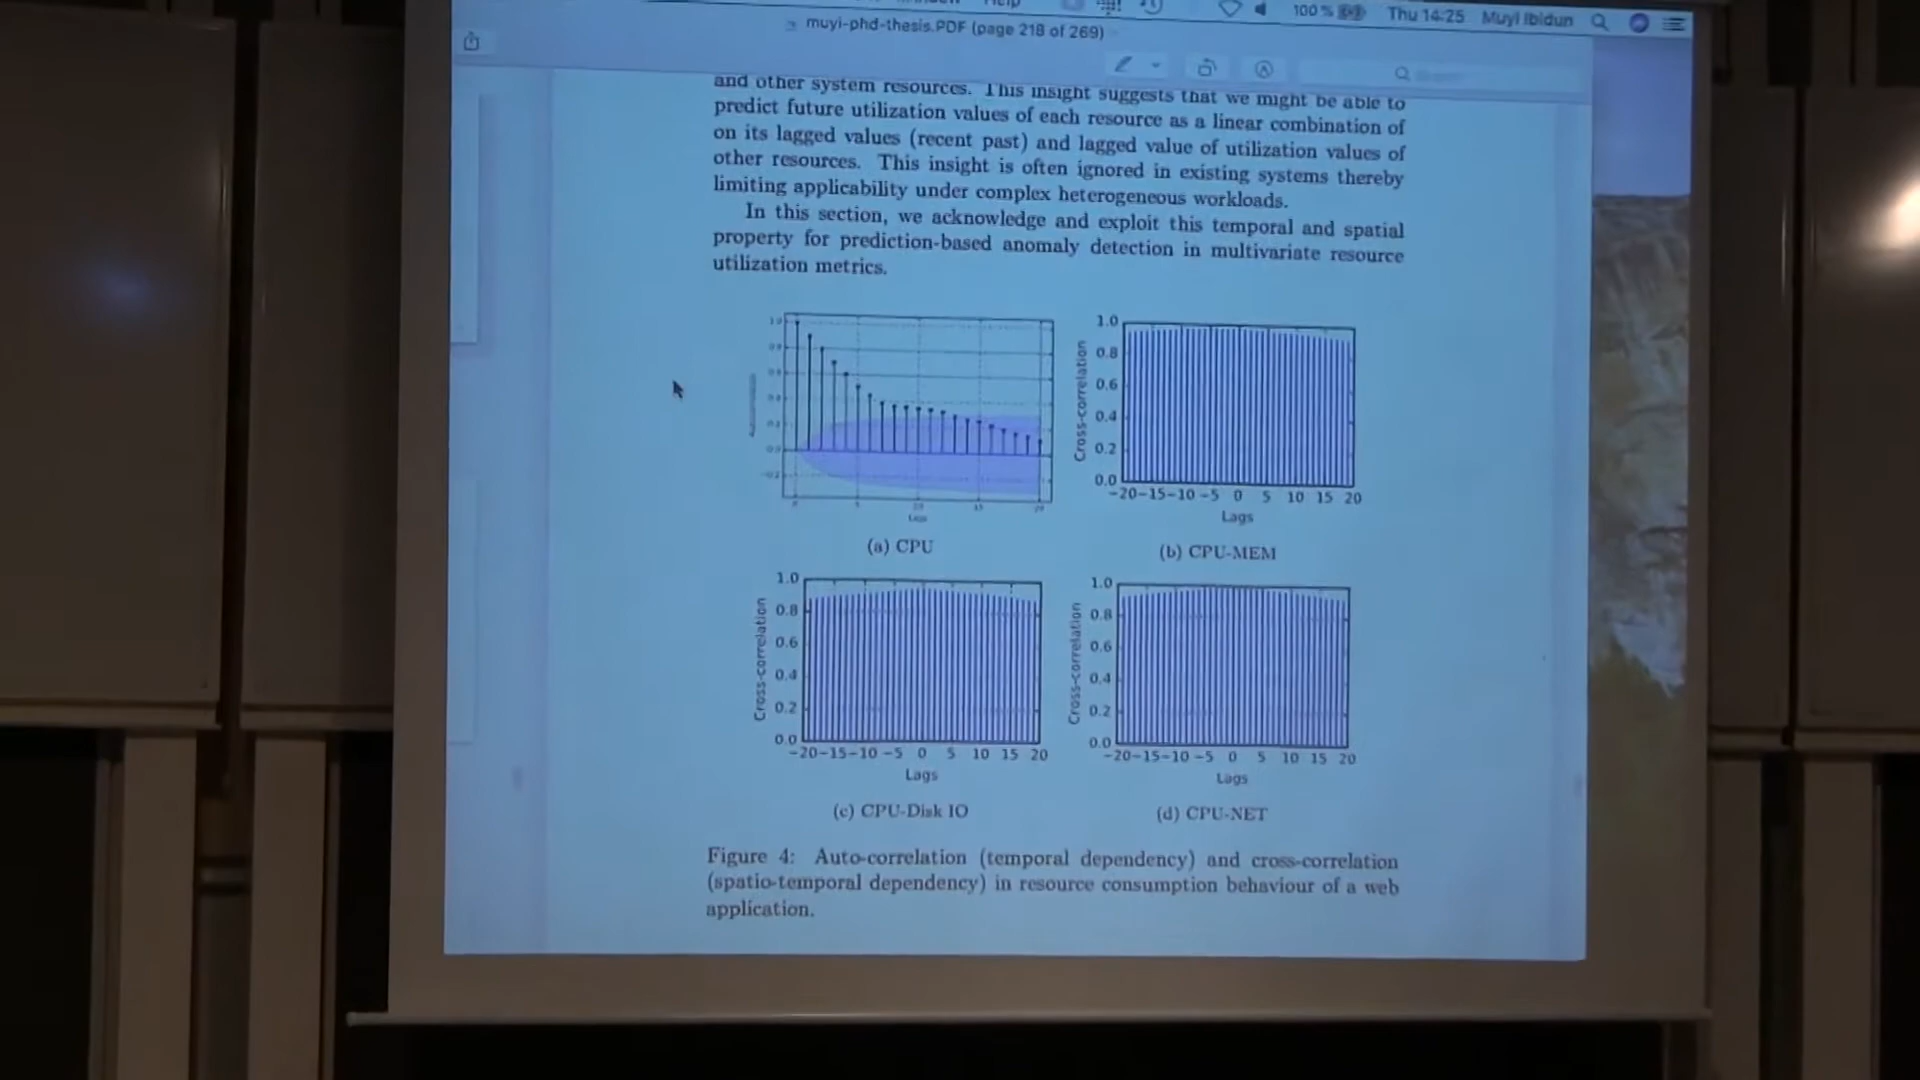 100% Thu 14:25 Muyi Ibidun
muyi-phd-thesis.PDF (page 218 of 269)
and other system resources. This insight suggests that we might be able to
predict future utilization values of each resource as a linear combination of
on its lagged values (recent past) and lagged value of utilization values of
other resources. This insight is often ignored in existing systems thereby
limiting applicability under complex heterogeneous workloads.
In this section, we acknowledge and exploit this temporal and spatial
property for prediction-based anomaly detection in multivariate resource
utilization metrics.
Lags
(a) CPU
Cross-correlation
1.0
0.8
0.6
0.4
0.2
0.0
-20 -15 -10 -5 0 5 10 15 20
Lags
(b) CPU-MEM
Cross-correlation
1.0
0.8
0.6
0.4
0.2
0.0
-20 -15 -10 -5 0 5 10 15 20
Lags
(c) CPU-Disk IO
Cross-correlation
1.0
0.8
0.6
0.4
0.2
0.0
-20 -15 -10 -5 0 5 10 15 20
Lags
(d) CPU-NET
Figure 4: Auto-correlation (temporal dependency) and cross-correlation
(spatio-temporal dependency) in resource consumption behaviour of a web
application.